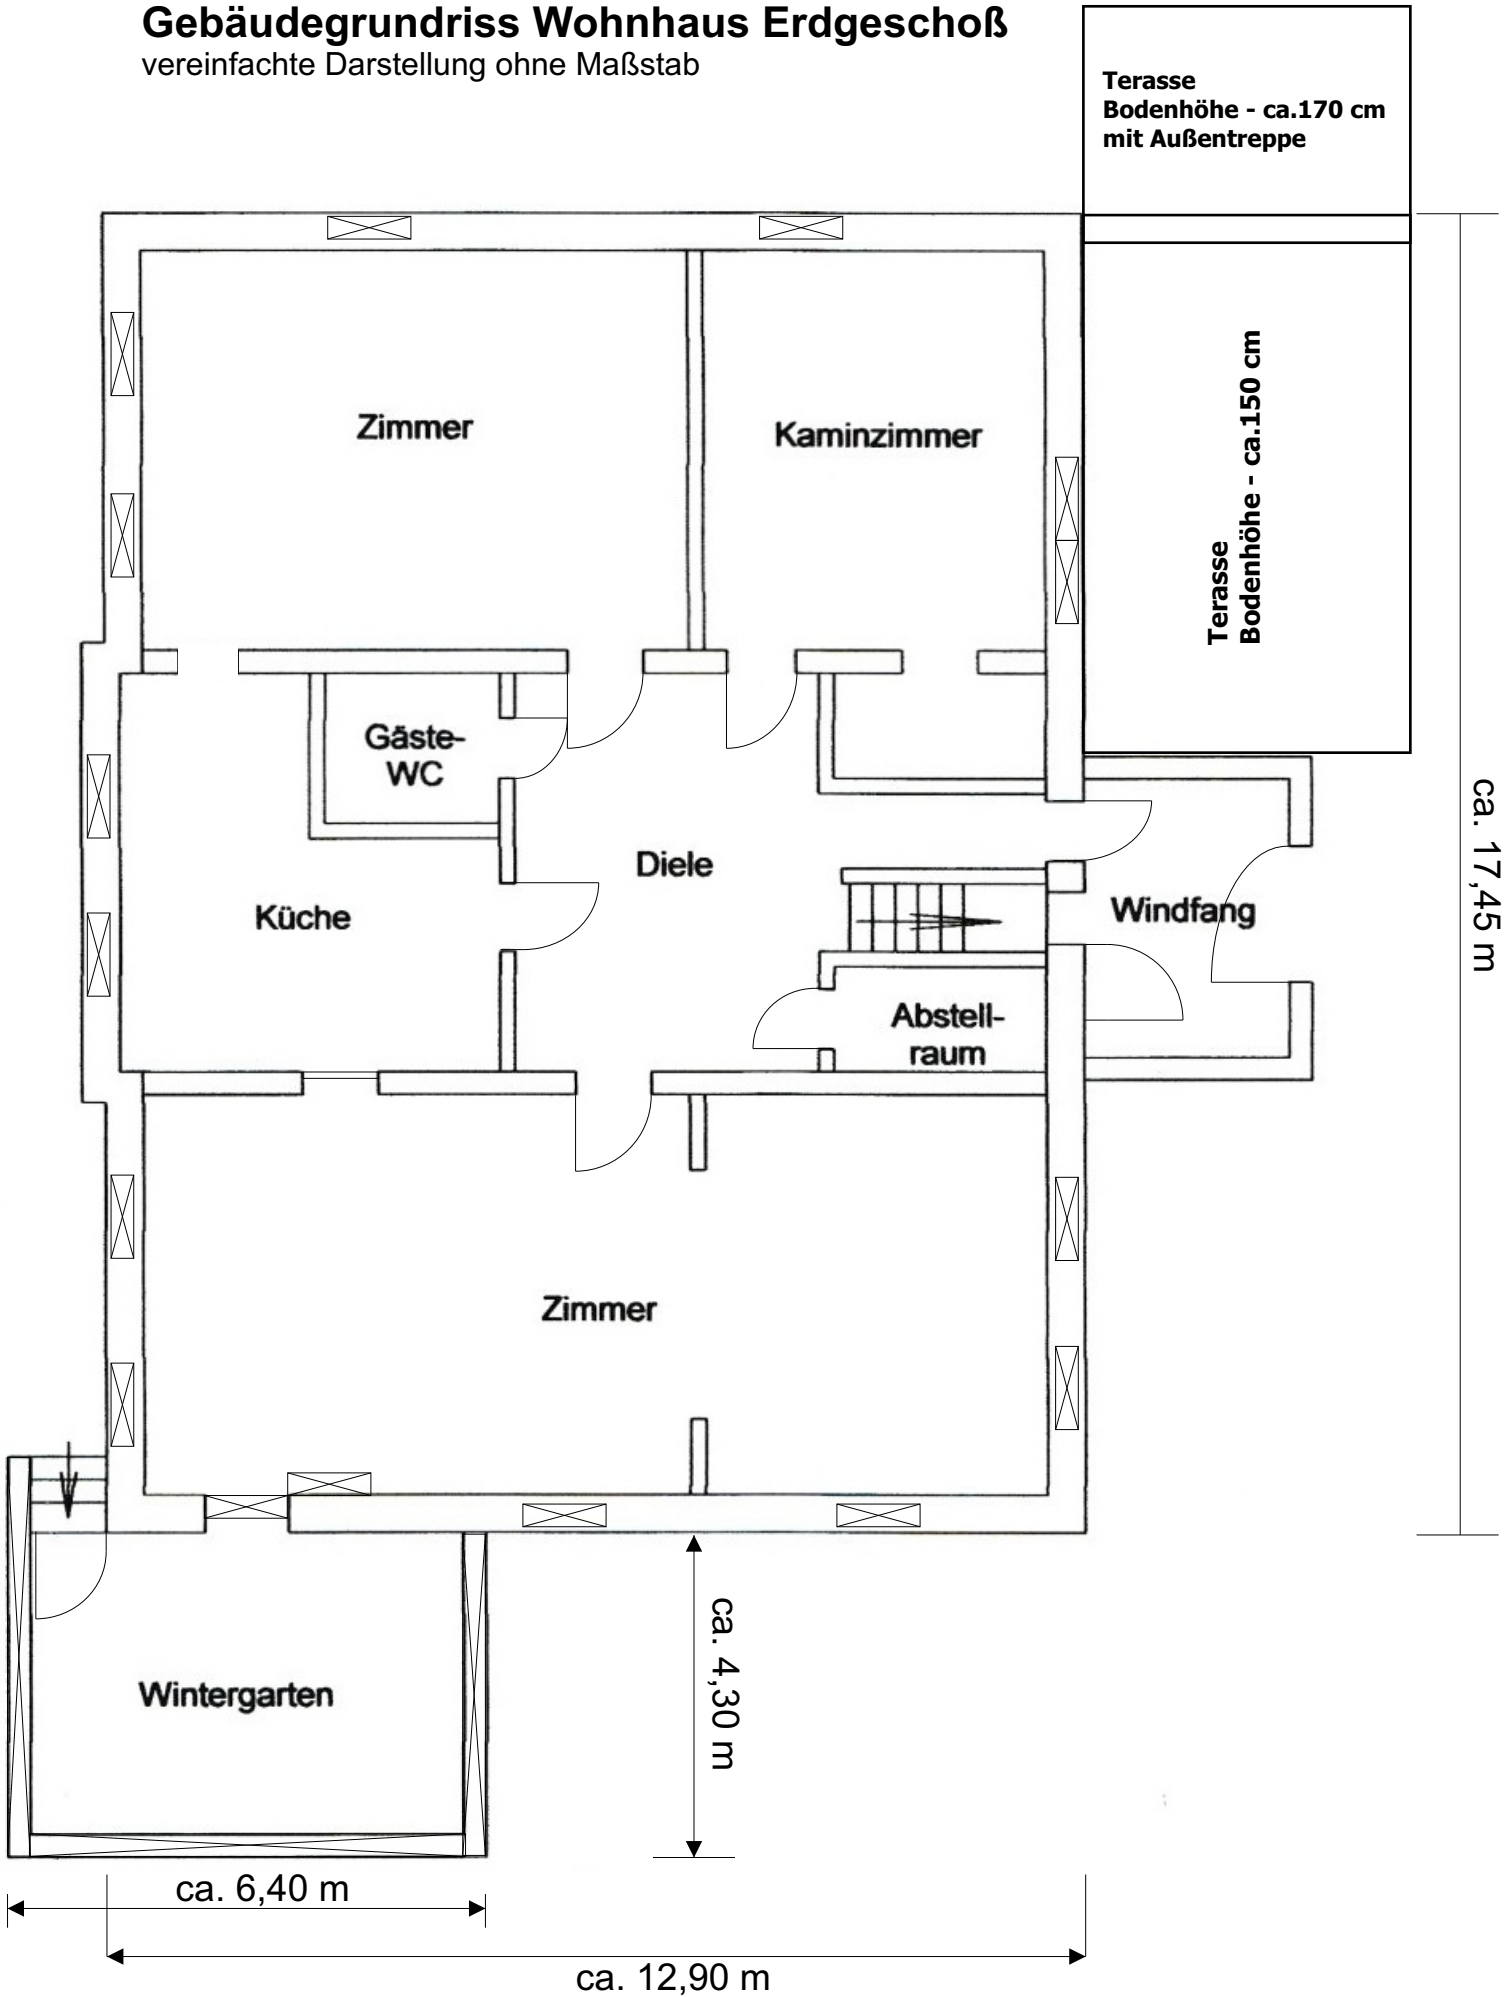 Gebäudegrundriss Wohnhaus Erdgeschoß
vereinfachte Darstellung ohne Maßstab
Terasse
Bodenhöhe - ca.170 cm
mit Außentreppe
Terasse
Bodenhöhe - ca.150 cm
Zimmer
Kaminzimmer
Gäste-
WC
Diele
Küche
Windfang
Abstell-
raum
ca. 17,45 m
Zimmer
Wintergarten
ca. 4,30 m
ca. 6,40 m
ca. 12,90 m